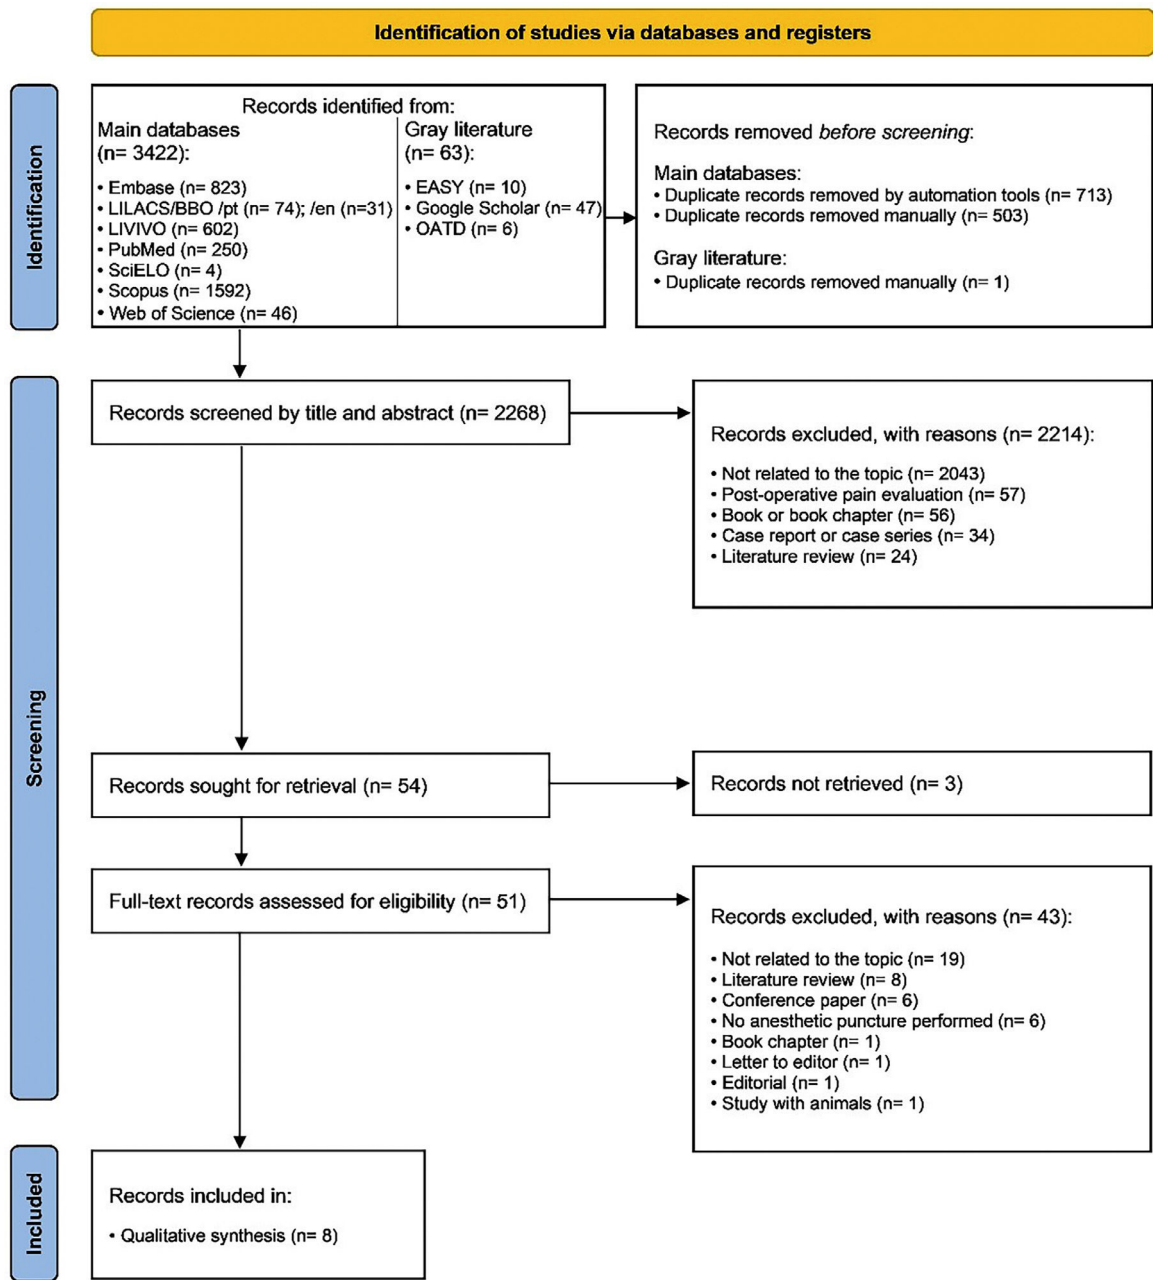 Identification of studies via databases and registers
Identification
Records identified from:
Main databases
(n= 3422):
• Embase (n= 823)
• LILACS/BBO /pt (n= 74); /en (n=31)
• LIVIVO (n= 602)
• PubMed (n= 250)
• SciELO (n= 4)
• Scopus (n= 1592)
• Web of Science (n= 46)
Gray literature
(n= 63):
• EASY (n= 10)
• Google Scholar (n= 47)
• OATD (n= 6)
Records removed before screening:
Main databases:
• Duplicate records removed by automation tools (n= 713)
• Duplicate records removed manually (n= 503)
Gray literature:
• Duplicate records removed manually (n= 1)
Screening
Records screened by title and abstract (n= 2268)
Records excluded, with reasons (n= 2214):
• Not related to the topic (n= 2043)
• Post-operative pain evaluation (n= 57)
• Book or book chapter (n= 56)
• Case report or case series (n= 34)
• Literature review (n= 24)
Records sought for retrieval (n= 54)
Records not retrieved (n= 3)
Full-text records assessed for eligibility (n= 51)
Records excluded, with reasons (n= 43):
• Not related to the topic (n= 19)
• Literature review (n= 8)
• Conference paper (n= 6)
• No anesthetic puncture performed (n= 6)
• Book chapter (n= 1)
• Letter to editor (n= 1)
• Editorial (n= 1)
• Study with animals (n= 1)
Included
Records included in:
• Qualitative synthesis (n= 8)